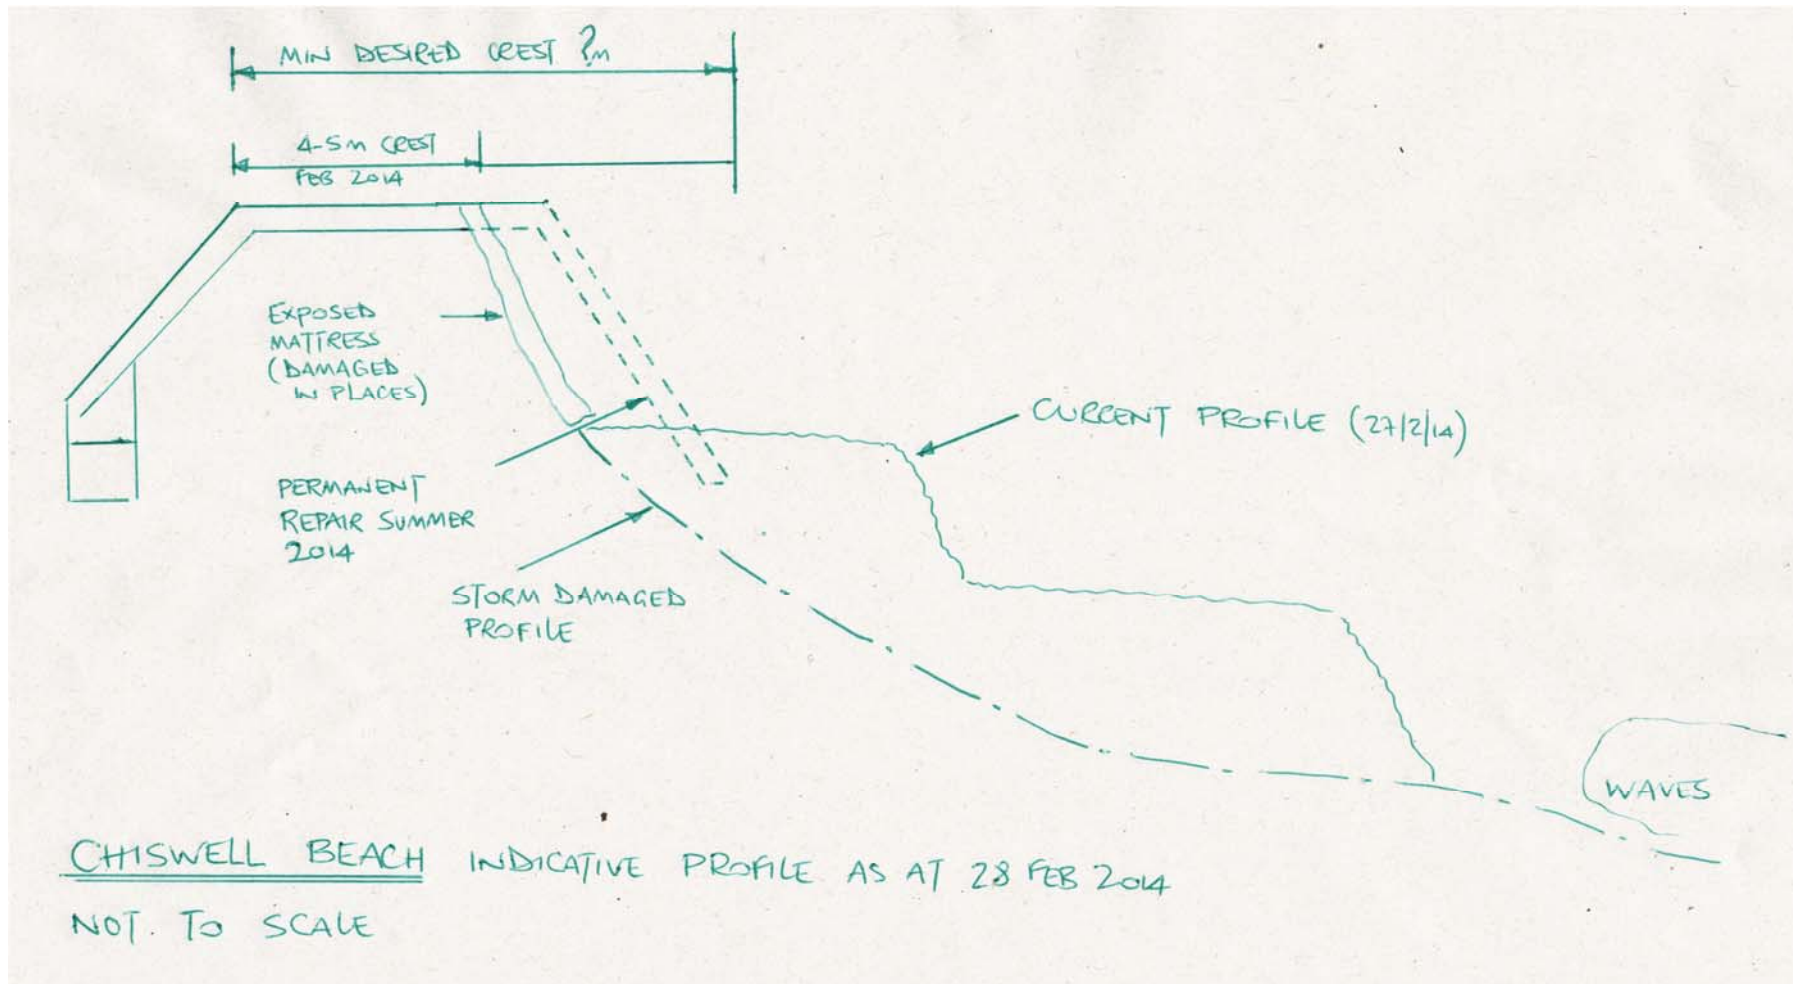 MIN DESIRED CREST ?m
4-5m CREST
FEB 2014
EXPOSED
MATTRESS
(DAMAGED
IN PLACES)
CURRENT PROFILE (27/2/14)
PERMANENT
REPAIR SUMMER
2014
STORM DAMAGED
PROFILE
WAVES
CHISWELL BEACH INDICATIVE PROFILE AS AT 28 FEB 2014
NOT. TO SCALE